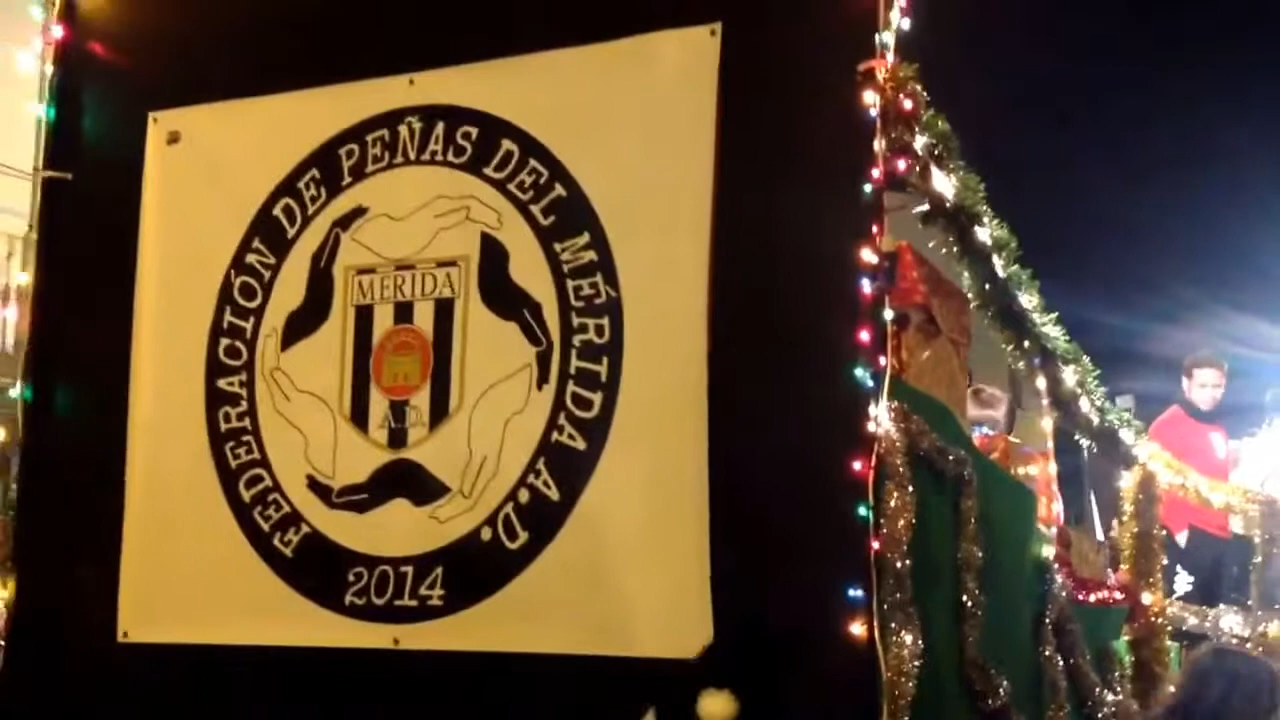 FEDERACIÓN DE PEÑAS DEL MÉRIDA A.D.
MERIDA
A.D.
2014